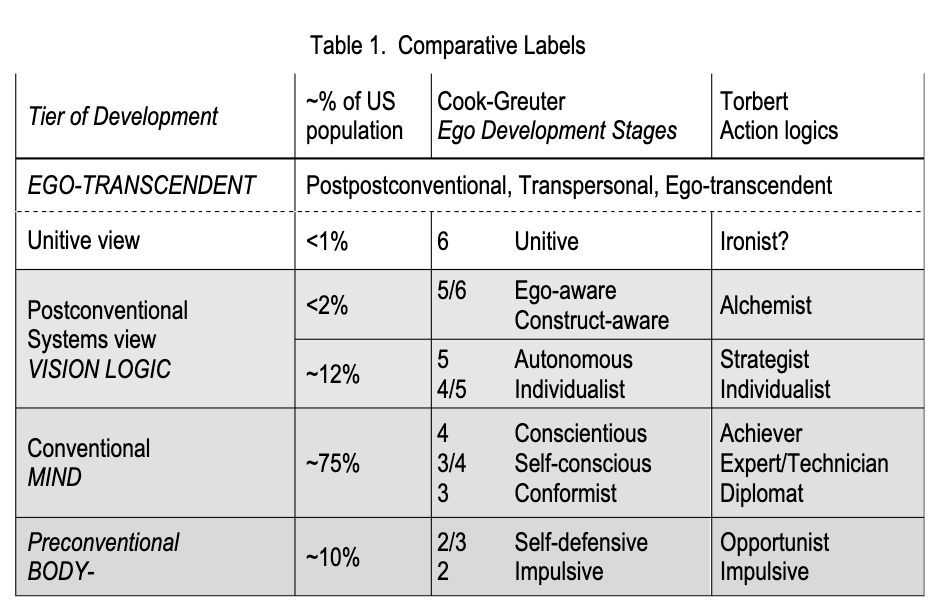 Table 1. Comparative Labels
Tier of Development
~% of US
population
Cook-Greuter
Ego Development Stages
Torbert
Action logics
EGO-TRANSCENDENT
Postpostconventional, Transpersonal, Ego-transcendent
Unitive view
<1%
6 Unitive
Ironist?
Postconventional
Systems view
VISION LOGIC
<2%
5/6 Ego-aware
Construct-aware
Alchemist
~12%
5 Autonomous
4/5 Individualist
Strategist
Individualist
Conventional
MIND
~75%
4 Conscientious
3/4 Self-conscious
3 Conformist
Achiever
Expert/Technician
Diplomat
Preconventional
BODY-
~10%
2/3 Self-defensive
2 Impulsive
Opportunist
Impulsive